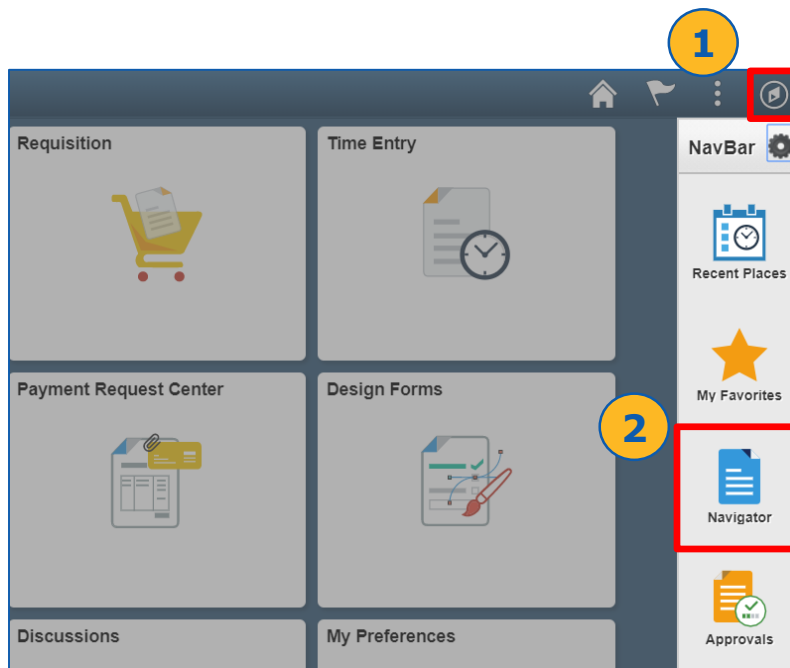 1
Requisition
Time Entry
NavBar
Recent Places
Payment Request Center
Design Forms
My Favorites
2
Navigator
Discussions
My Preferences
Approvals